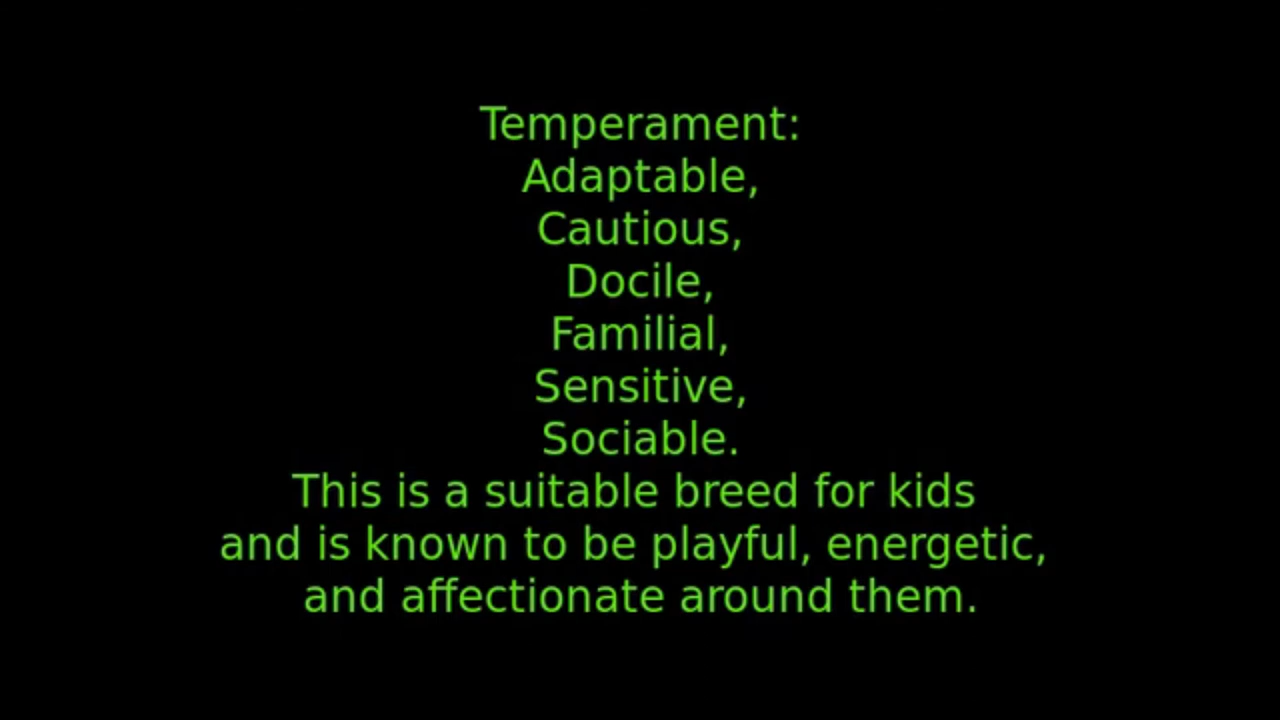 Temperament:
Adaptable,
Cautious,
Docile,
Familial,
Sensitive,
Sociable.
This is a suitable breed for kids
and is known to be playful, energetic,
and affectionate around them.